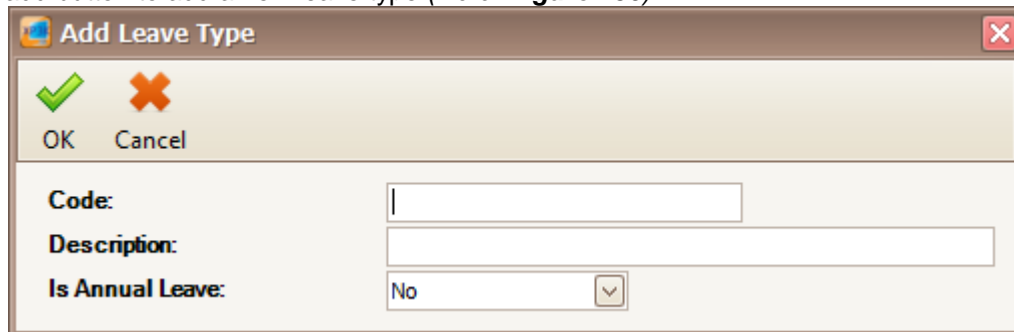 Add Leave Type
OK Cancel
Code:
Description:
Is Annual Leave: No